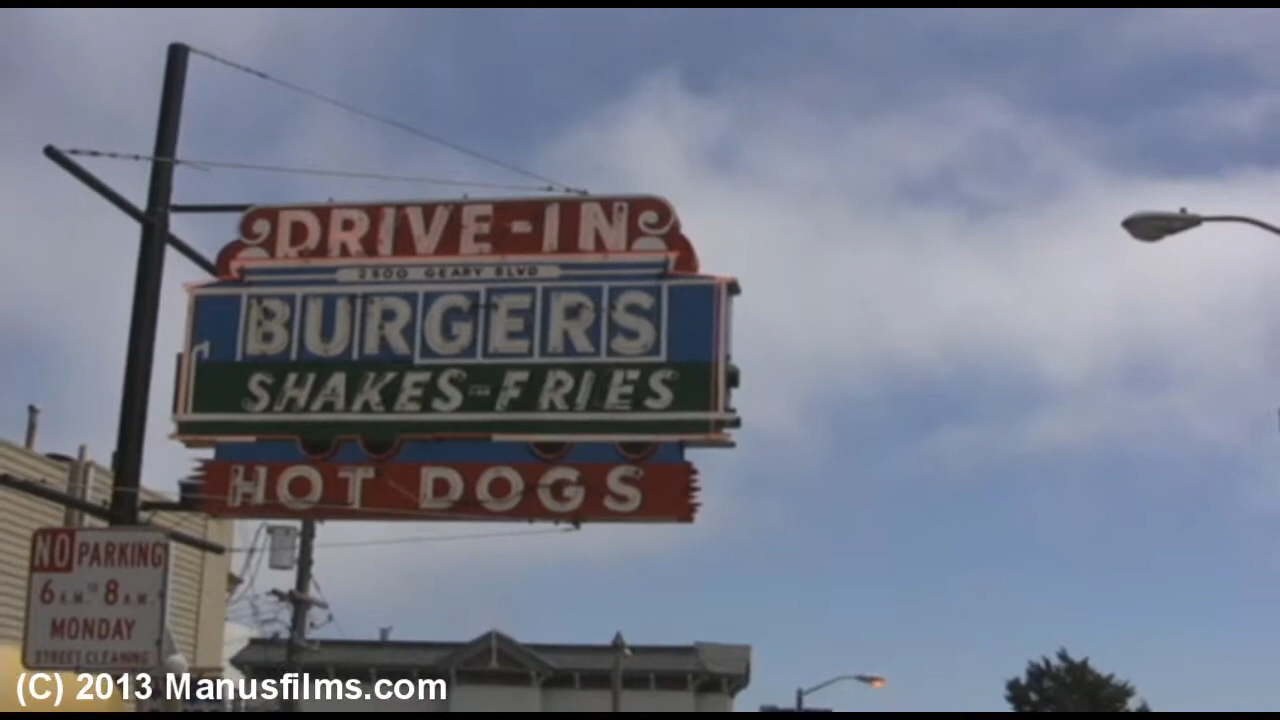 DRIVE-IN
2500 GEARY BLVD
BURGERS
SHAKES-FRIES
HOT DOGS
NO PARKING
6 A.M. TO 8 A.M.
MONDAY
STREET CLEANING
(C) 2013 Manusfilms.com